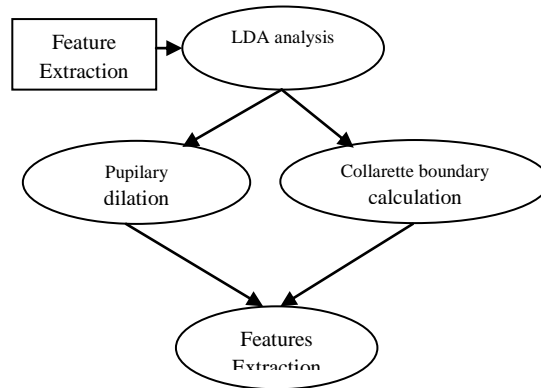 Feature
Extraction
LDA analysis
Pupilary
dilation
Collarette boundary
calculation
Features
Extraction